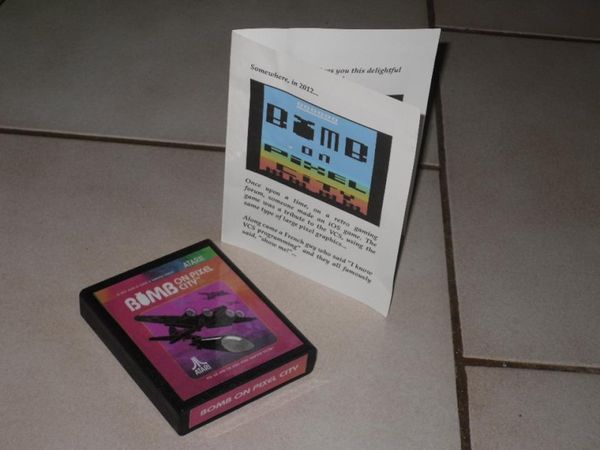 Somewhere, in 2012...
you this delightful
000000
BOMB
on
PIXEL
CITY
Once upon a time, on a retro gaming
forum, someone made an iOS game. The
game was a tribute to the VCS, using the
same type of large pixel graphics...
Along came a French guy who said "I know
VCS programming" and they all famously
said, "show me!"...
ATARI
BOMB ON PIXEL
CITY
ATARI
BOMB ON PIXEL CITY